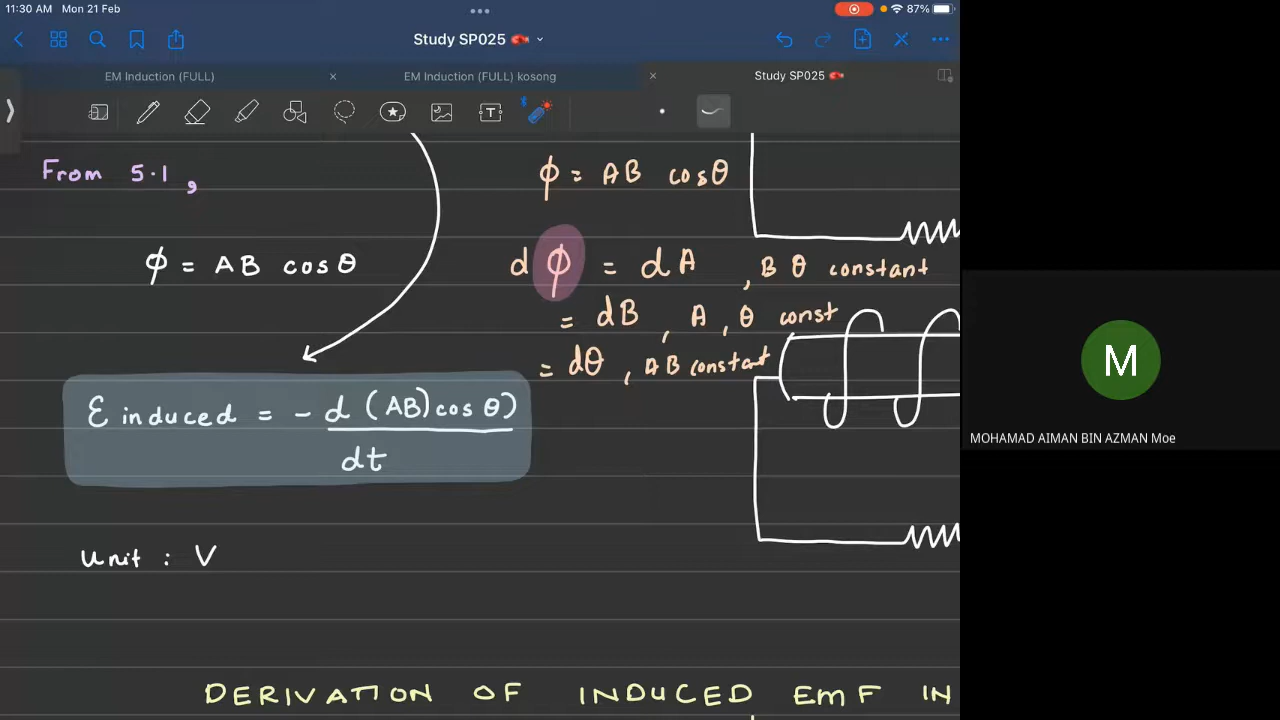 11:30 AM Mon 21 Feb
87%
Study SP025
EM Induction (FULL)
EM Induction (FULL) kosong
Study SP025
From 5.1,
ϕ = AB cosθ
ϕ = AB cosθ
dϕ = dA , B θ constant
= dB , A , θ const
= dθ , AB constant
Ɛ induced = - d (AB) cos θ)
dt
unit : V
DERIVATION OF INDUCED EmF IN
M
MOHAMAD AIMAN BIN AZMAN Moe